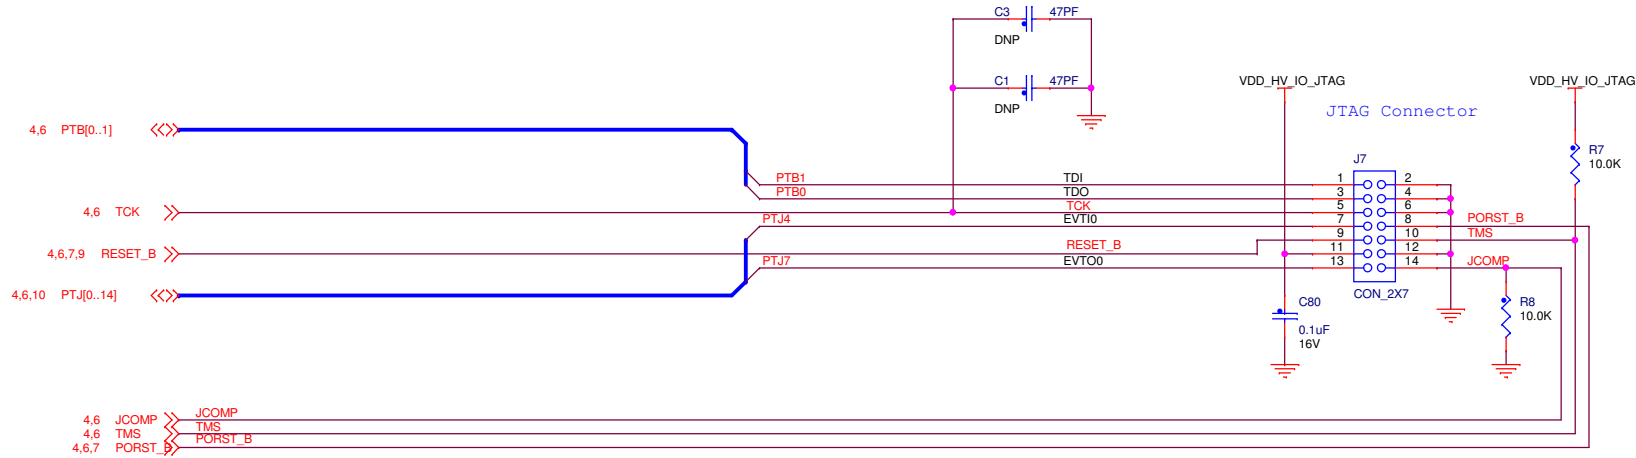 C3 47PF
DNP
C1 47PF
DNP
VDD_HV_IO_JTAG VDD_HV_IO_JTAG
JTAG Connector
4,6 PTB[0..1]
R7
10.0K
J7
PTB1 TDI 1 2
PTB0 TDO 3 4
4,6 TCK TCK 5 6
PTJ4 EVTI0 7 8 PORST_B
9 10 TMS
4,6,7,9 RESET_B RESET_B 11 12
PTJ7 EVTO0 13 14 JCOMP
4,6,10 PTJ[0..14]
CON_2X7
C80
0.1uF
16V
R8
10.0K
4,6 JCOMP JCOMP
4,6 TMS TMS
4,6,7 PORST_B PORST_B